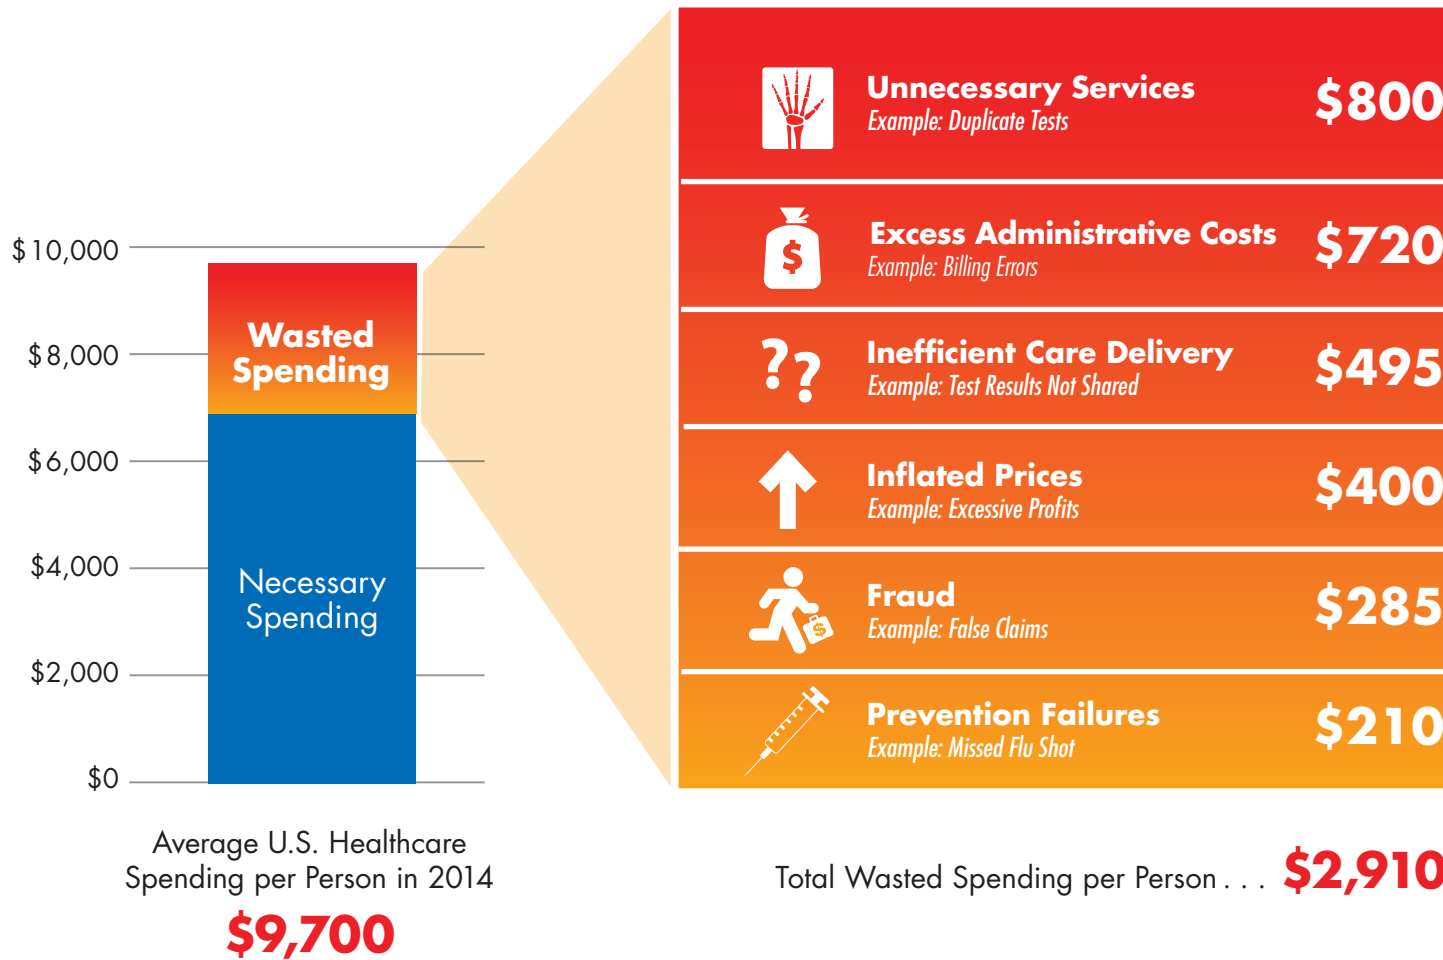 $10,000
$8,000
$6,000
$4,000
$2,000
$0
Wasted
Spending
Necessary
Spending
Average U.S. Healthcare
Spending per Person in 2014
$9,700
Unnecessary Services
$800
Example: Duplicate Tests
$
Excess Administrative Costs
$720
Example: Billing Errors
??
Inefficient Care Delivery
$495
Example: Test Results Not Shared
Inflated Prices
$400
Example: Excessive Profits
$
Fraud
$285
Example: False Claims
Prevention Failures
$210
Example: Missed Flu Shot
Total Wasted Spending per Person . . . $2,910